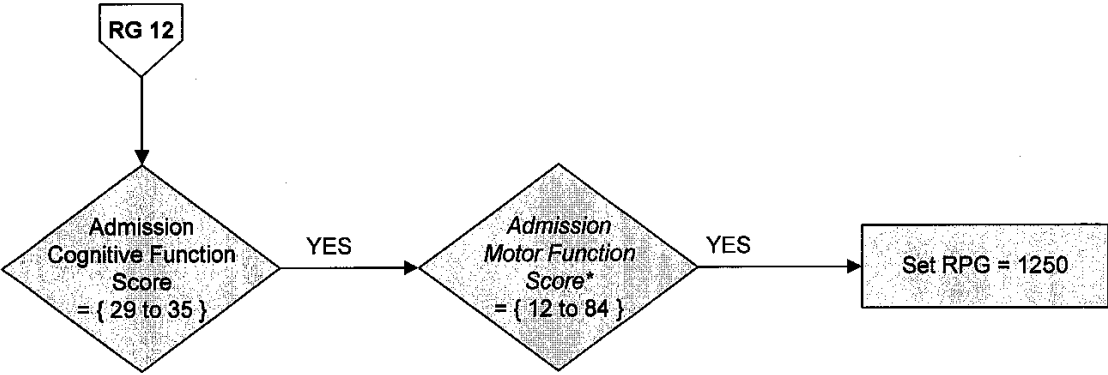 RG 12
Admission
Cognitive Function
Score
= { 29 to 35 }
YES
Admission
Motor Function
Score*
= { 12 to 84 }
YES
Set RPG = 1250